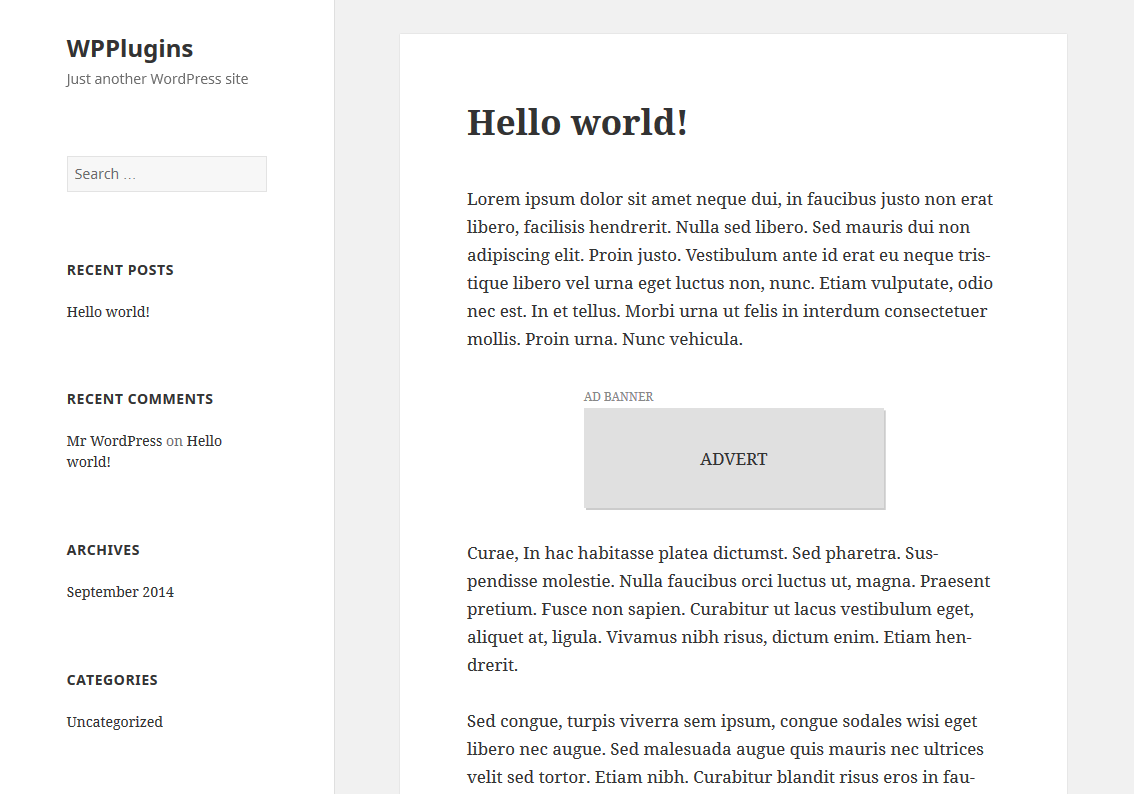 WPPlugins
Just another WordPress site
Search …
RECENT POSTS
Hello world!
RECENT COMMENTS
Mr WordPress on Hello
world!
ARCHIVES
September 2014
CATEGORIES
Uncategorized
Hello world!
Lorem ipsum dolor sit amet neque dui, in faucibus justo non erat
libero, facilisis hendrerit. Nulla sed libero. Sed mauris dui non
adipiscing elit. Proin justo. Vestibulum ante id erat eu neque tris-
tique libero vel urna eget luctus non, nunc. Etiam vulputate, odio
nec est. In et tellus. Morbi urna ut felis in interdum consectetuer
mollis. Proin urna. Nunc vehicula.
AD BANNER
ADVERT
Curae, In hac habitasse platea dictumst. Sed pharetra. Sus-
pendisse molestie. Nulla faucibus orci luctus ut, magna. Praesent
pretium. Fusce non sapien. Curabitur ut lacus vestibulum eget,
aliquet at, ligula. Vivamus nibh risus, dictum enim. Etiam hen-
drerit.
Sed congue, turpis viverra sem ipsum, congue sodales wisi eget
libero nec augue. Sed malesuada augue quis mauris nec ultrices
velit sed tortor. Etiam nibh. Curabitur blandit risus eros in fau-